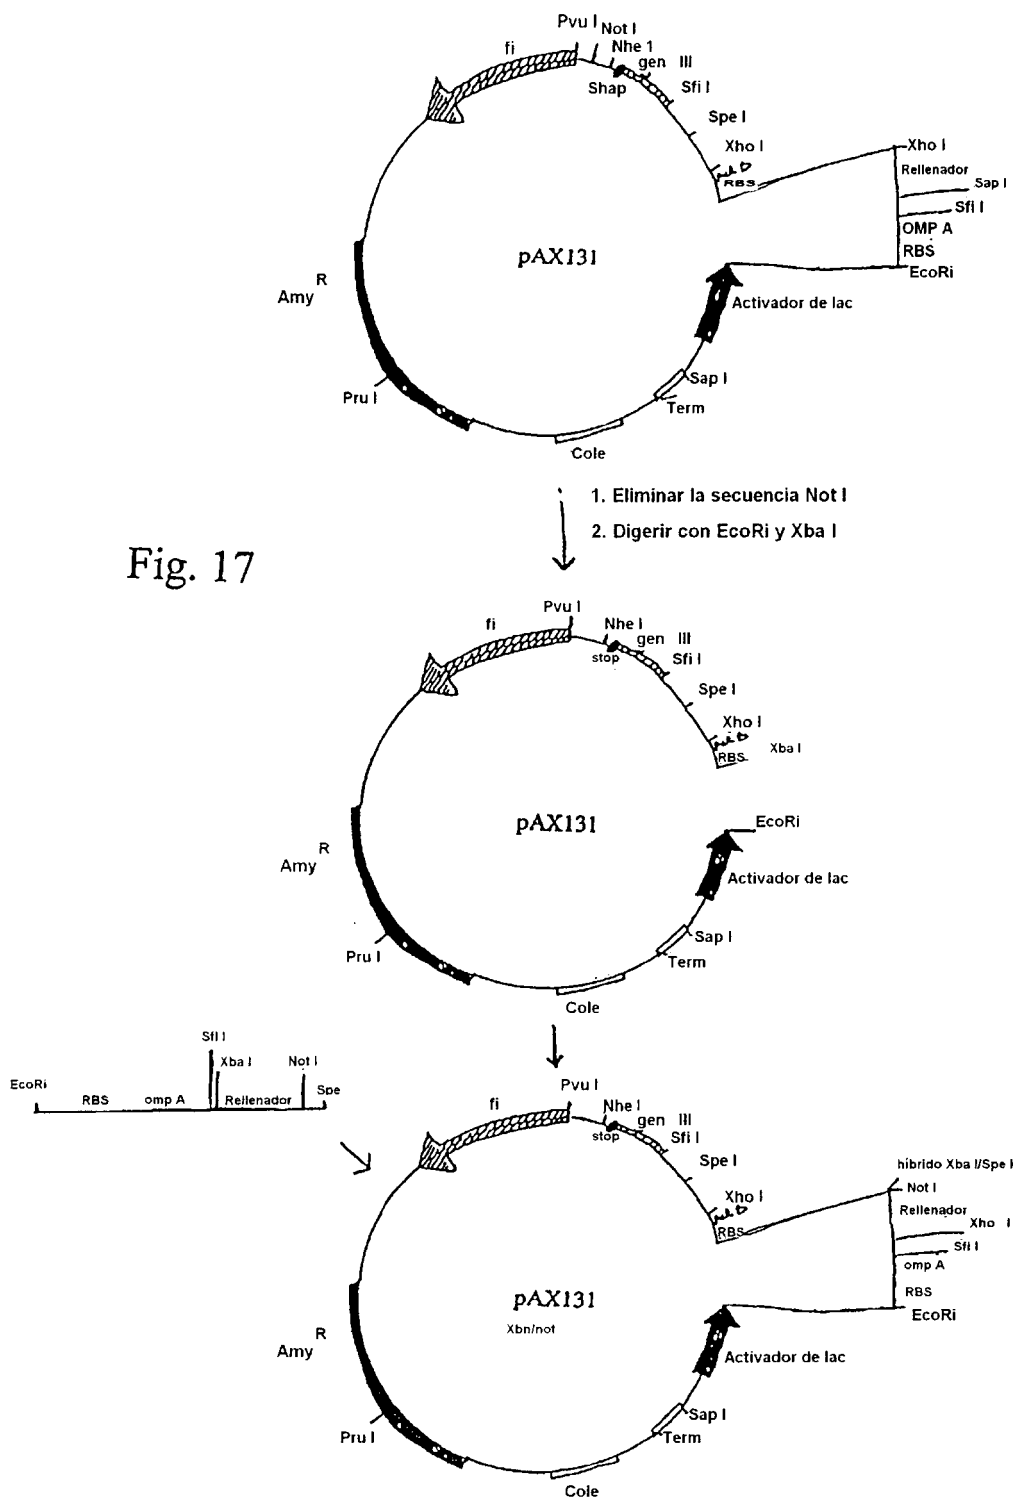 Pvu I
Not I
fi
Nhe 1
gen III
Shap
Sfi I
Spe I
Xho I
RBS
Xho I
Rellenador
Sap I
Sfi I
OMP A
RBS
EcoRi
pAX131
R
Amy
Activador de lac
Pru I
Sap I
Term
Cole
1. Eliminar la secuencia Not I
2. Digerir con EcoRi y Xba I
Fig. 17
Pvu I
fi
Nhe I
gen III
stop
Sfi I
Spe I
Xho I
RBS
Xba I
pAX131
EcoRi
R
Amy
Activador de lac
Pru I
Sap I
Term
Cole
Sfi I
Xba I
Not I
EcoRi
RBS
omp A
Rellenador
Spe
Pvu I
fi
Nhe I
gen III
stop
Sfi I
Spe I
Xho I
RBS
híbrido Xba I/Spe I
Not I
Rellenador
Xho I
Sfi I
omp A
RBS
EcoRi
pAX131
Xbn/not
R
Amy
Activador de lac
Pru I
Sap I
Term
Cole